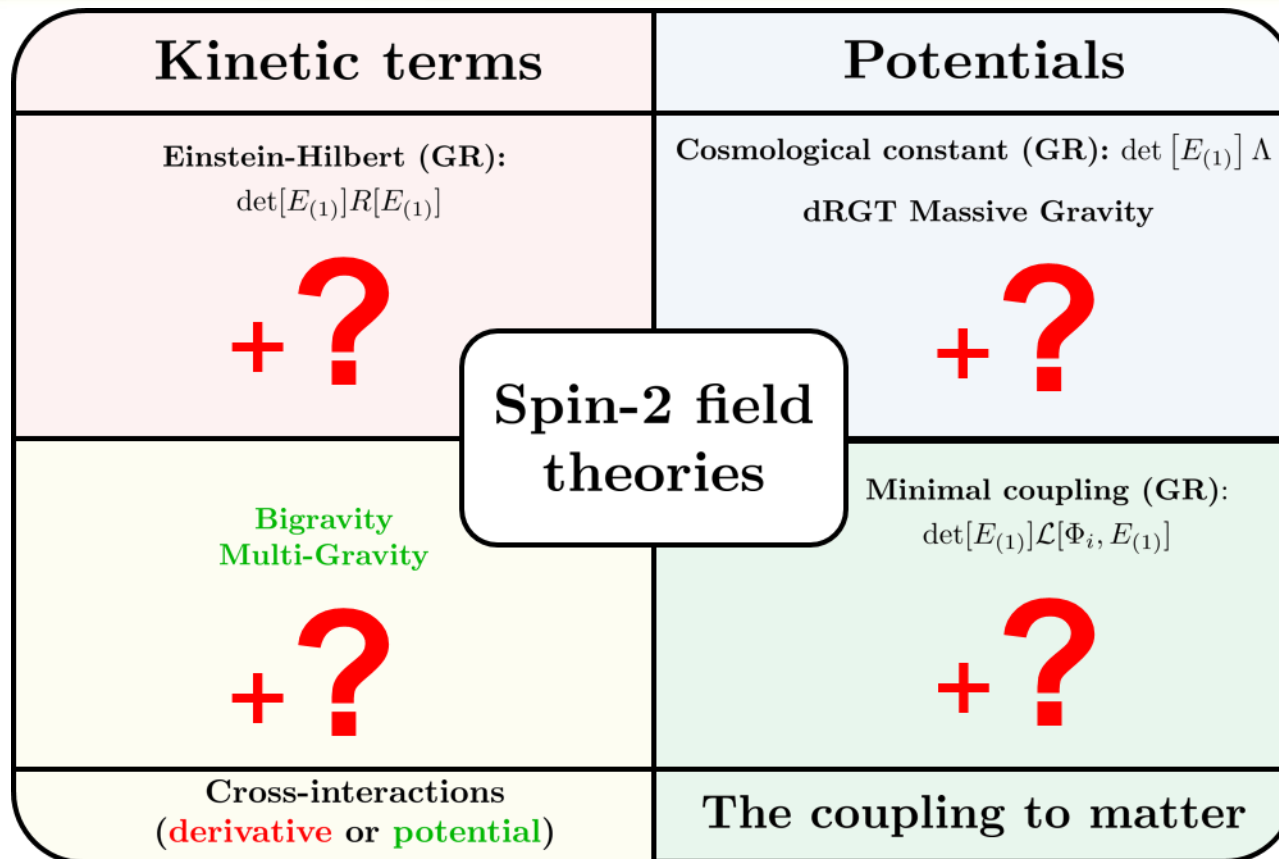 Kinetic terms
Potentials
Einstein-Hilbert (GR):
det[E₍₁₎]R[E₍₁₎]
+?
Cosmological constant (GR): det [E₍₁₎] Λ
dRGT Massive Gravity
+?
Spin-2 field
theories
Bigravity
Multi-Gravity
+?
Minimal coupling (GR):
det[E₍₁₎]ℒ[Φᵢ, E₍₁₎]
+?
Cross-interactions
(derivative or potential)
The coupling to matter